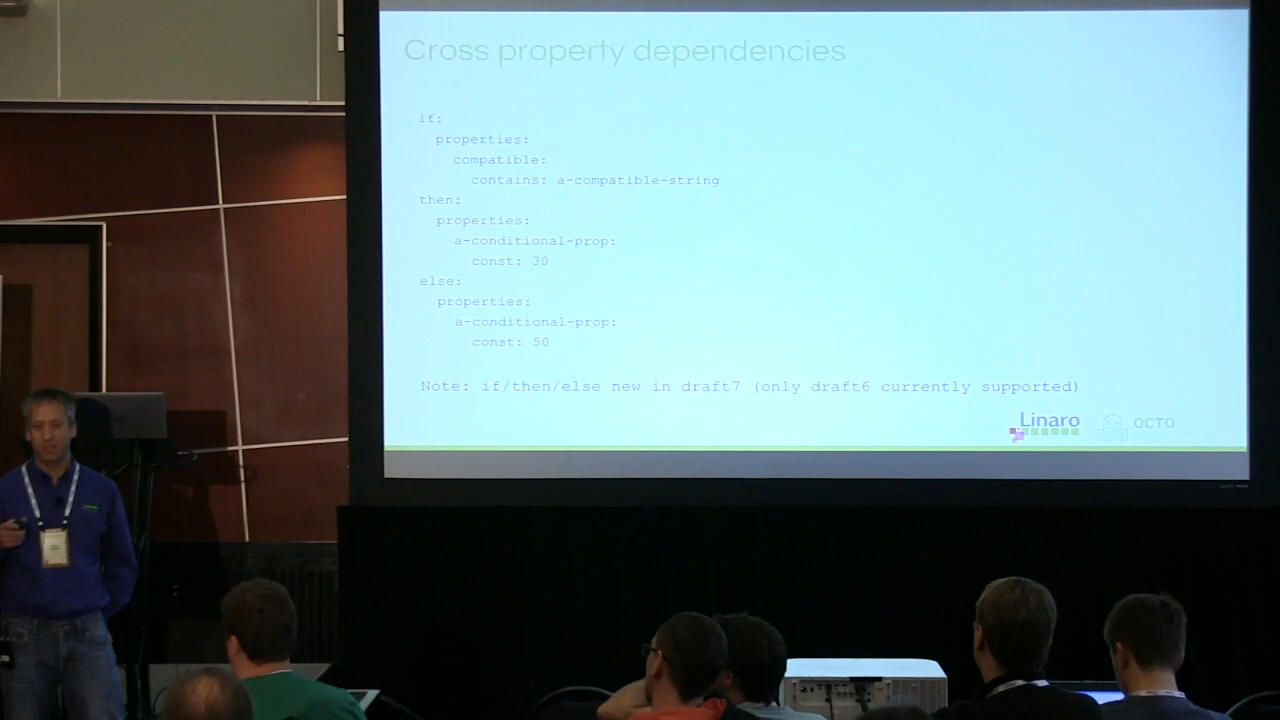 Cross property dependencies
if:
properties:
compatible:
contains: a-compatible-string
then:
properties:
a-conditional-prop:
const: 30
else:
properties:
a-conditional-prop:
const: 50
Note: if/then/else new in draft7 (only draft6 currently supported)
Linaro
OCTO